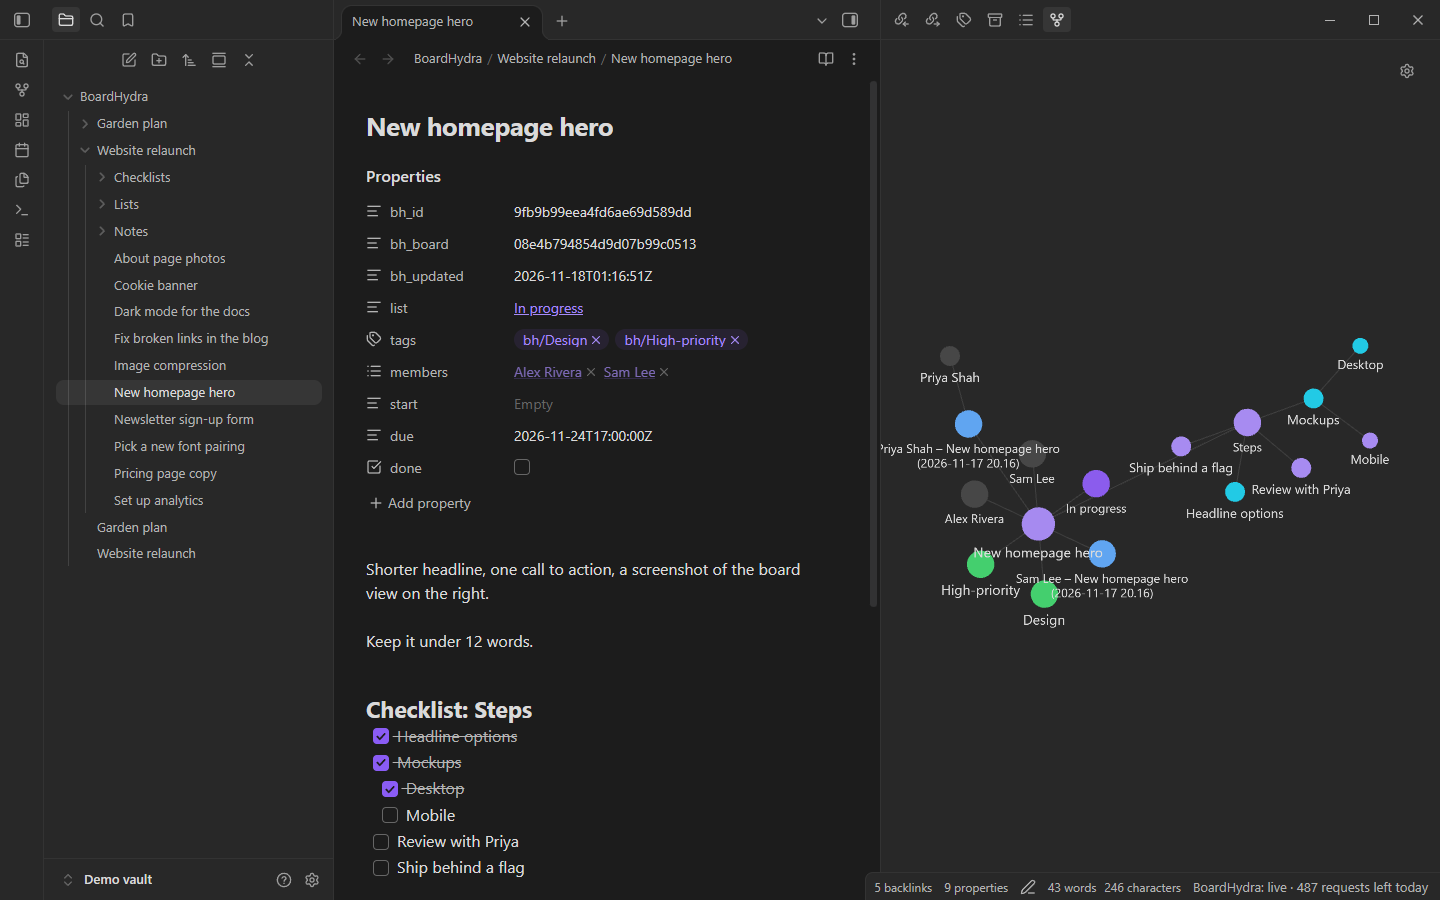 New homepage hero
BoardHydra / Website relaunch / New homepage hero
BoardHydra
Garden plan
Website relaunch
Checklists
Lists
Notes
About page photos
Cookie banner
Dark mode for the docs
Fix broken links in the blog
Image compression
New homepage hero
Newsletter sign-up form
Pick a new font pairing
Pricing page copy
Set up analytics
Garden plan
Website relaunch
Demo vault
New homepage hero
Properties
bh_id 9fb9b99eea4fd6ae69d589dd
bh_board 08e4b794854d9d07b99c0513
bh_updated 2026-11-18T01:16:51Z
list In progress
tags bh/Design bh/High-priority
members Alex Rivera Sam Lee
start Empty
due 2026-11-24T17:00:00Z
done
Add property
Shorter headline, one call to action, a screenshot of the board
view on the right.
Keep it under 12 words.
Checklist: Steps
Headline options
Mockups
Desktop
Mobile
Review with Priya
Ship behind a flag
Desktop
Priya Shah
Mockups
Steps
Priya Shah – New homepage hero
(2026-11-17 20.16)
Mobile
Ship behind a flag
Sam Lee
Review with Priya
In progress
Headline options
Alex Rivera
New homepage hero
Sam Lee – New homepage hero
(2026-11-17 20.16)
High-priority
Design
5 backlinks 9 properties 43 words 246 characters BoardHydra: live · 487 requests left today